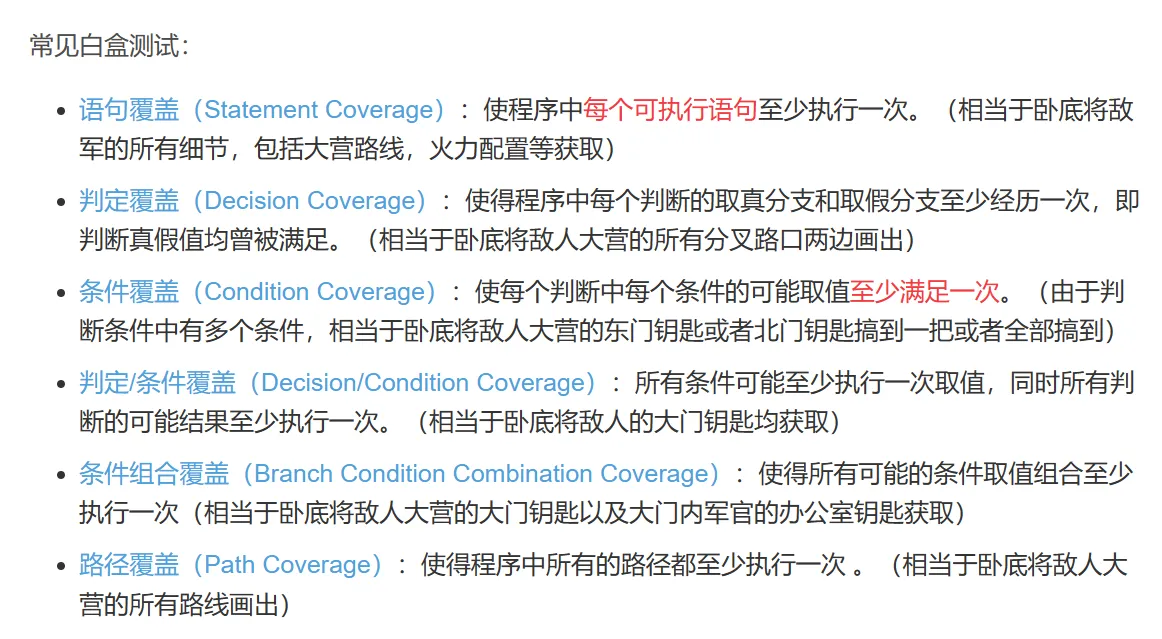 常见白盒测试：
语句覆盖（Statement Coverage）：使程序中每个可执行语句至少执行一次。（相当于卧底将敌
军的所有细节，包括大营路线，火力配置等获取）
判定覆盖（Decision Coverage）：使得程序中每个判断的取真分支和取假分支至少经历一次，即
判断真假值均曾被满足。（相当于卧底将敌人大营的所有分叉路口两边画出）
条件覆盖（Condition Coverage）：使每个判断中每个条件的可能取值至少满足一次。（由于判
断条件中有多个条件，相当于卧底将敌人大营的东门钥匙或者北门钥匙搞到一把或者全部搞到）
判定/条件覆盖（Decision/Condition Coverage）：所有条件可能至少执行一次取值，同时所有判
断的可能结果至少执行一次。（相当于卧底将敌人的大门钥匙均获取）
条件组合覆盖（Branch Condition Combination Coverage）：使得所有可能的条件取值组合至少
执行一次（相当于卧底将敌人大营的大门钥匙以及大门内军官的办公室钥匙获取）
路径覆盖（Path Coverage）：使得程序中所有的路径都至少执行一次 。（相当于卧底将敌人大
营的所有路线画出）